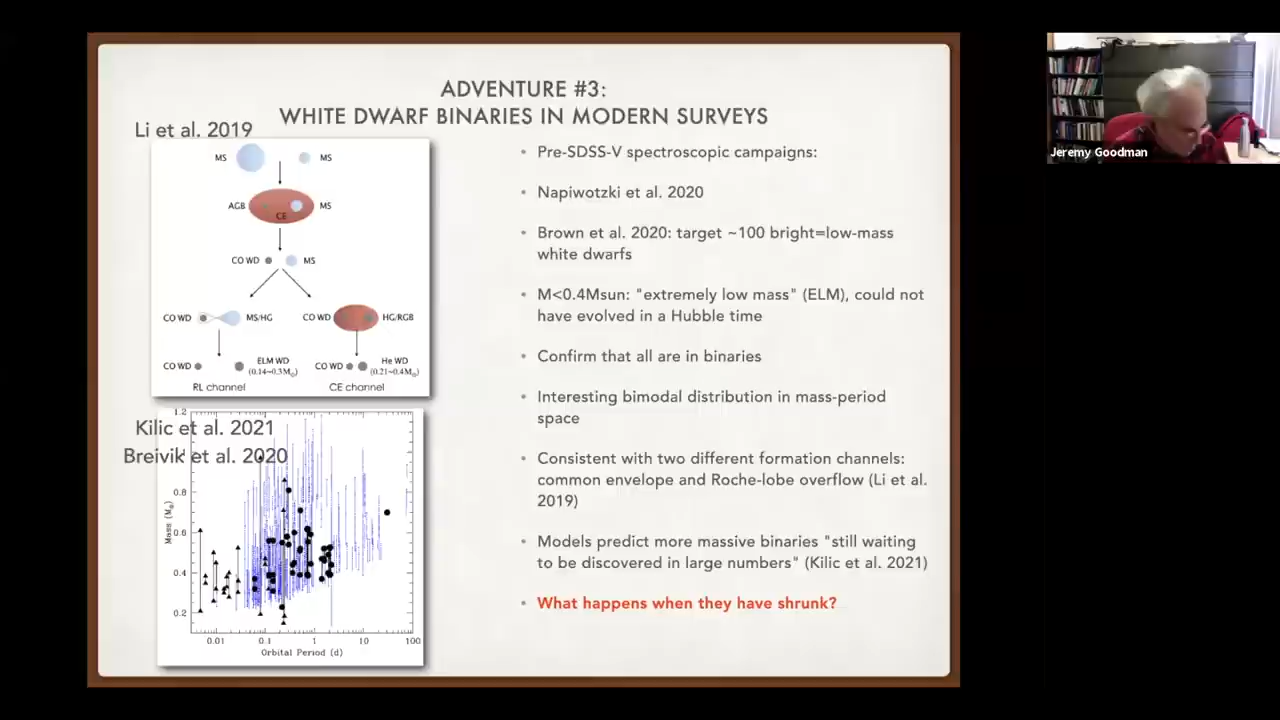 ADVENTURE #3:
WHITE DWARF BINARIES IN MODERN SURVEYS
Li et al. 2019
MS MS
AGB CE MS
CO WD MS
CO WD MS/HG CO WD HG/RGB
CO WD ELM WD (0.14~0.3M☉) CO WD He WD (0.21~0.4M☉)
RL channel CE channel
Kilic et al. 2021
Breivik et al. 2020
1.2
0.8
0.6
0.4
0.2
Mass (M☉)
0.01 0.1 1 10 100
Orbital Period (d)
• Pre-SDSS-V spectroscopic campaigns:
• Napiwotzki et al. 2020
• Brown et al. 2020: target ~100 bright=low-mass
white dwarfs
• M<0.4Msun: "extremely low mass" (ELM), could not
have evolved in a Hubble time
• Confirm that all are in binaries
• Interesting bimodal distribution in mass-period
space
• Consistent with two different formation channels:
common envelope and Roche-lobe overflow (Li et al.
2019)
• Models predict more massive binaries "still waiting
to be discovered in large numbers" (Kilic et al. 2021)
• What happens when they have shrunk?
Jeremy Goodman